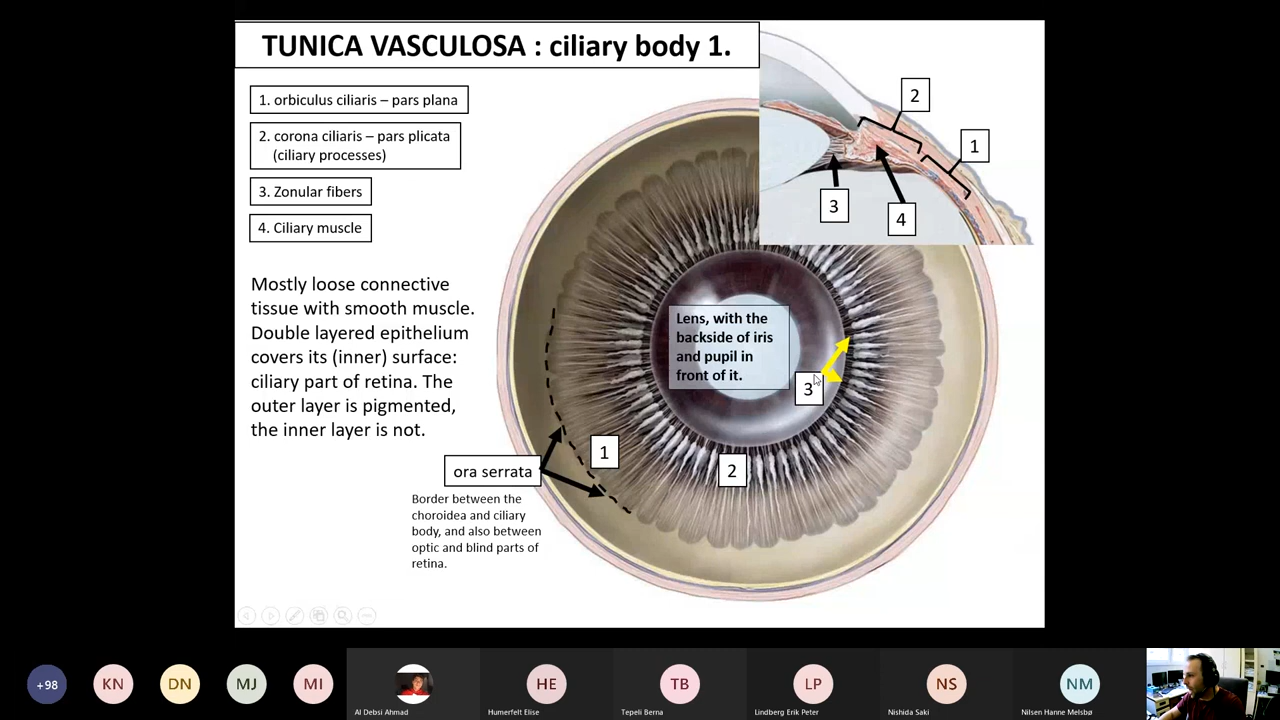 TUNICA VASCULOSA : ciliary body 1.
1. orbiculus ciliaris – pars plana
2. corona ciliaris – pars plicata
(ciliary processes)
3. Zonular fibers
4. Ciliary muscle
Mostly loose connective
tissue with smooth muscle.
Double layered epithelium
covers its (inner) surface:
ciliary part of retina. The
outer layer is pigmented,
the inner layer is not.
2
1
3
4
Lens, with the
backside of iris
and pupil in
front of it.
3
1
2
ora serrata
Border between the
choroidea and ciliary
body, and also between
optic and blind parts of
retina.
+98
KN
DN
MJ
MI
Al Debsi Ahmad
HE
Humerfelt Elise
TB
Tepeli Berna
LP
Lindberg Erik Peter
NS
Nishida Saki
NM
Nilsen Hanne Melsbø